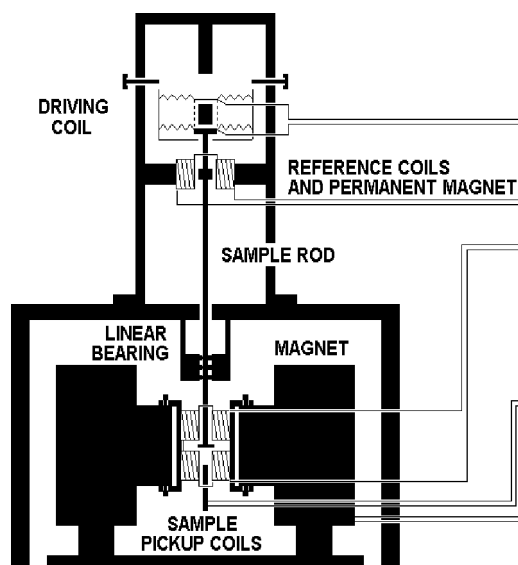 DRIVING
COIL
REFERENCE COILS
AND PERMANENT MAGNET
SAMPLE ROD
LINEAR
BEARING
MAGNET
SAMPLE
PICKUP COILS